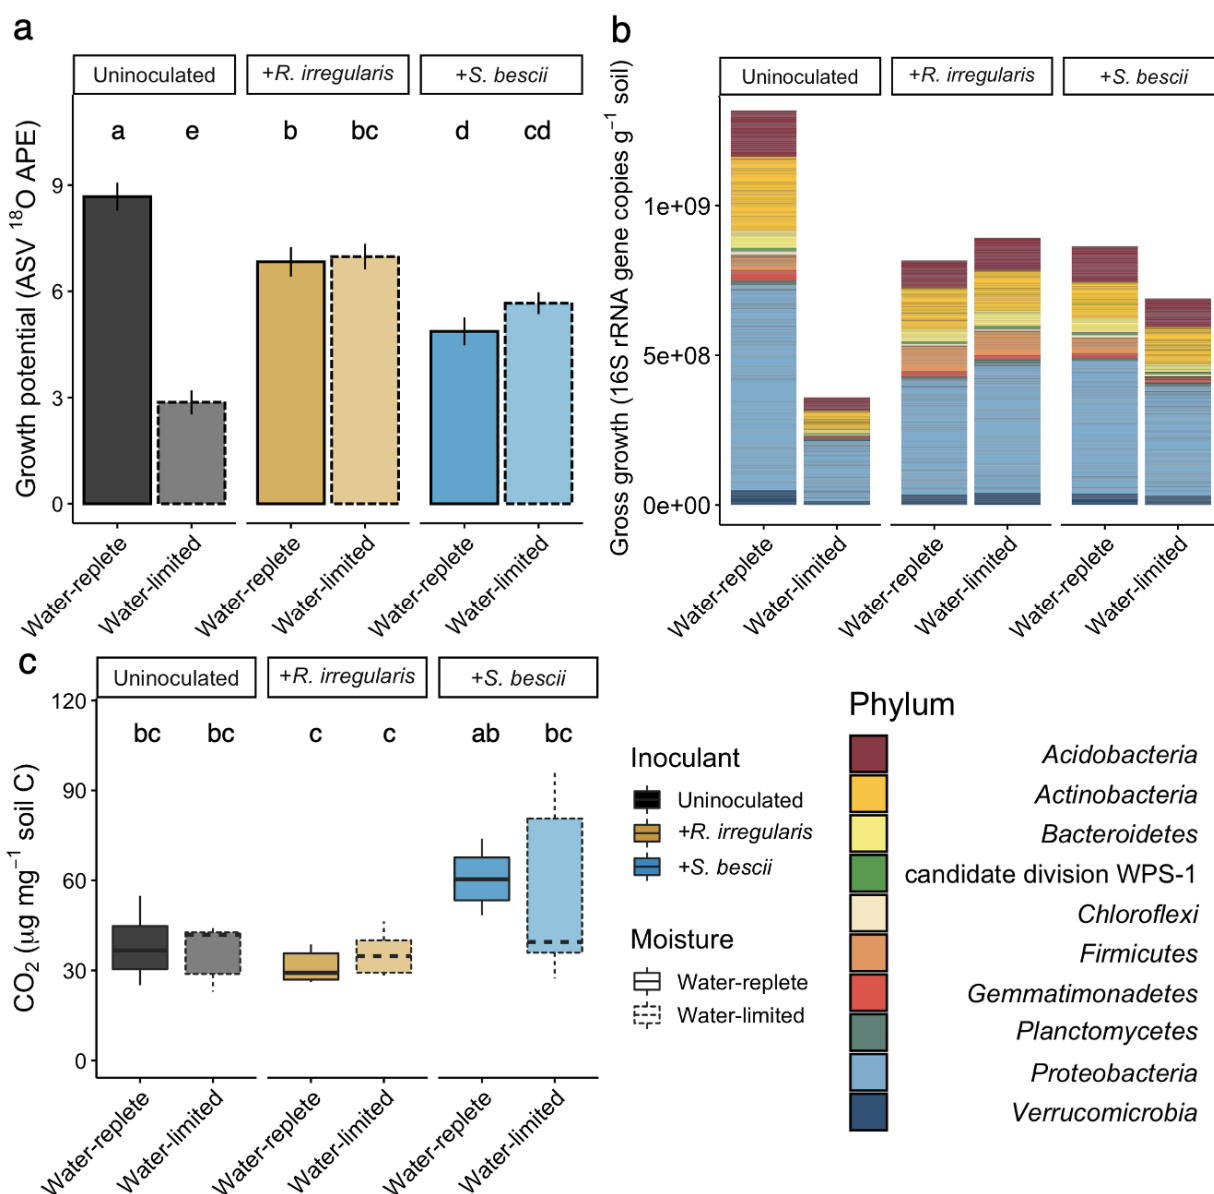 a
Uninoculated
+R. irregularis
+S. bescii
a
e
b
bc
d
cd
Growth potential (ASV ¹⁸O APE)
9
6
3
0
Water-replete
Water-limited
Water-replete
Water-limited
Water-replete
Water-limited
b
Uninoculated
+R. irregularis
+S. bescii
Gross growth (16S rRNA gene copies g⁻¹ soil)
1e+09
5e+08
0e+00
Water-replete
Water-limited
Water-replete
Water-limited
Water-replete
Water-limited
c
Uninoculated
+R. irregularis
+S. bescii
bc
bc
c
c
ab
bc
CO₂ (μg mg⁻¹ soil C)
120
90
60
30
0
Water-replete
Water-limited
Water-replete
Water-limited
Water-replete
Water-limited
Inoculant
Uninoculated
+R. irregularis
+S. bescii
Moisture
Water-replete
Water-limited
Phylum
Acidobacteria
Actinobacteria
Bacteroidetes
candidate division WPS-1
Chloroflexi
Firmicutes
Gemmatimonadetes
Planctomycetes
Proteobacteria
Verrucomicrobia